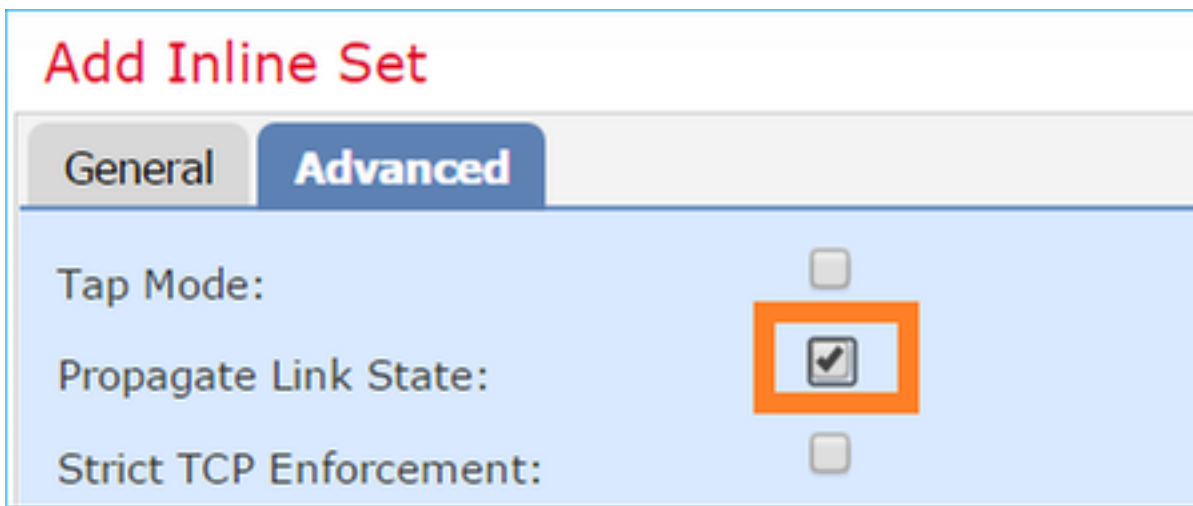 Add Inline Set
General Advanced
Tap Mode:
Propagate Link State:
Strict TCP Enforcement: